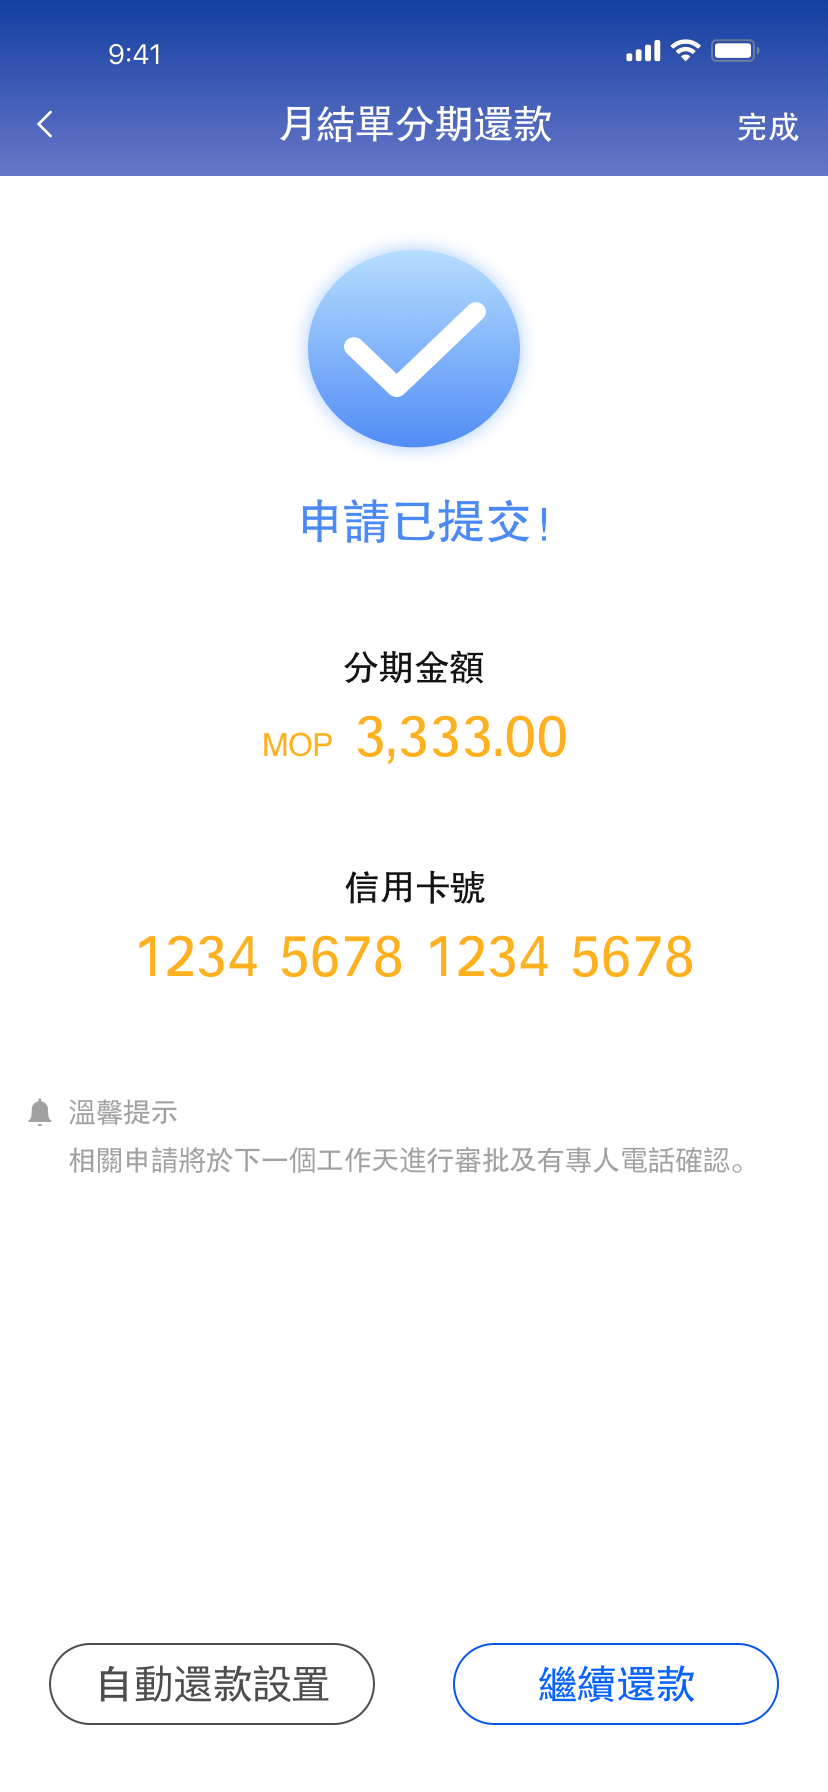 9:41
月結單分期還款
完成
申請已提交！
分期金額
MOP 3,333.00
信用卡號
1234 5678 1234 5678
溫馨提示
相關申請將於下一個工作天進行審批及有專人電話確認。
自動還款設置
繼續還款